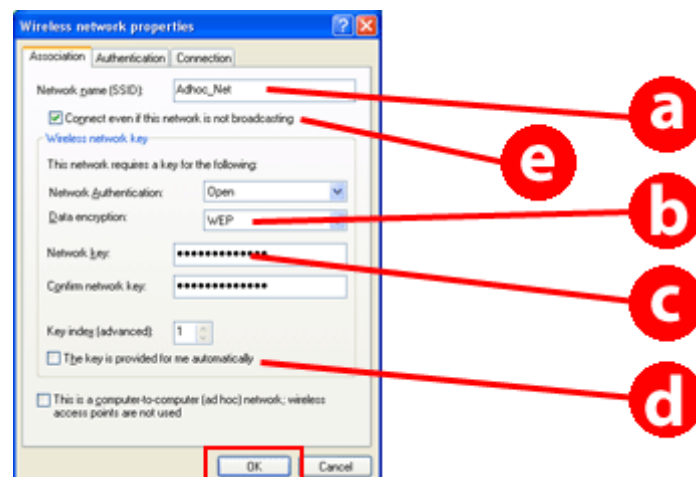 Wireless network properties
Association Authentication Connection
Network name (SSID): Adhoc_Net
a
Connect even if this network is not broadcasting
e
Wireless network key
This network requires a key for the following:
Network Authentication: Open
Data encryption: WEP
b
Network key: •••••••••••••
c
Confirm network key: •••••••••••••
Key index (advanced): 1
The key is provided for me automatically
d
This is a computer-to-computer (ad hoc) network; wireless
access points are not used
OK Cancel